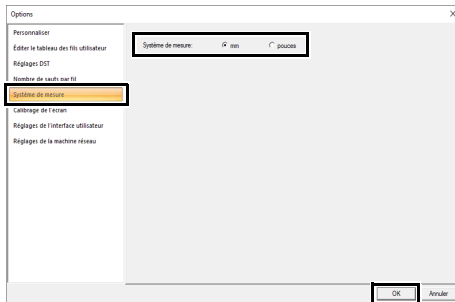 Options
Personnaliser
Éditer le tableau des fils utilisateur
Réglages DST
Nombre de sauts par fil
Système de mesure
Calibrage de l'écran
Réglages de l'interface utilisateur
Réglages de la machine réseau
Système de mesure: mm pouces
OK Annuler